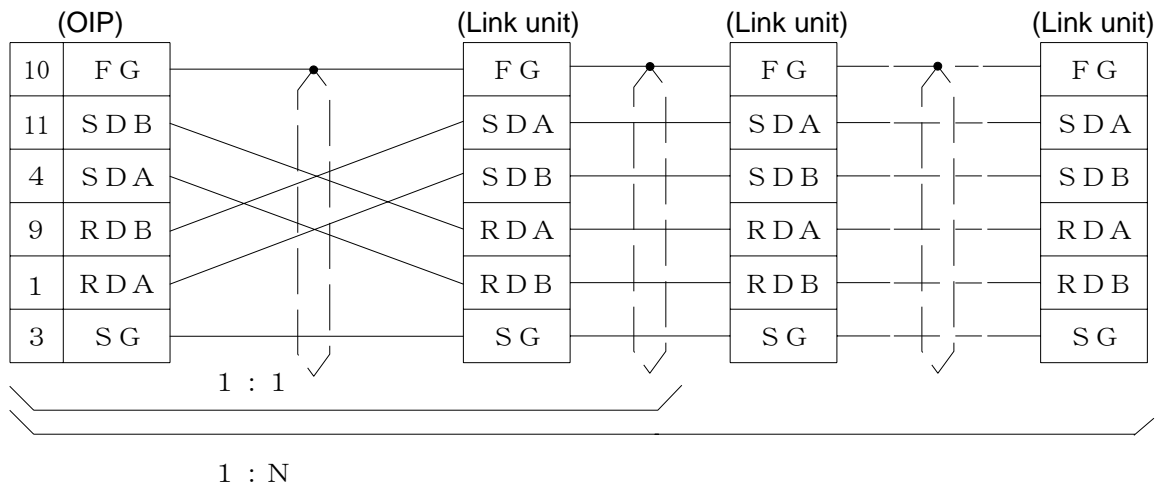 (OIP) (Link unit) (Link unit) (Link unit)
10 FG FG FG FG
11 SDB SDA SDA SDA
4 SDA SDB SDB SDB
9 RDB RDA RDA RDA
1 RDA RDB RDB RDB
3 SG SG SG SG
1 : 1
1 : N